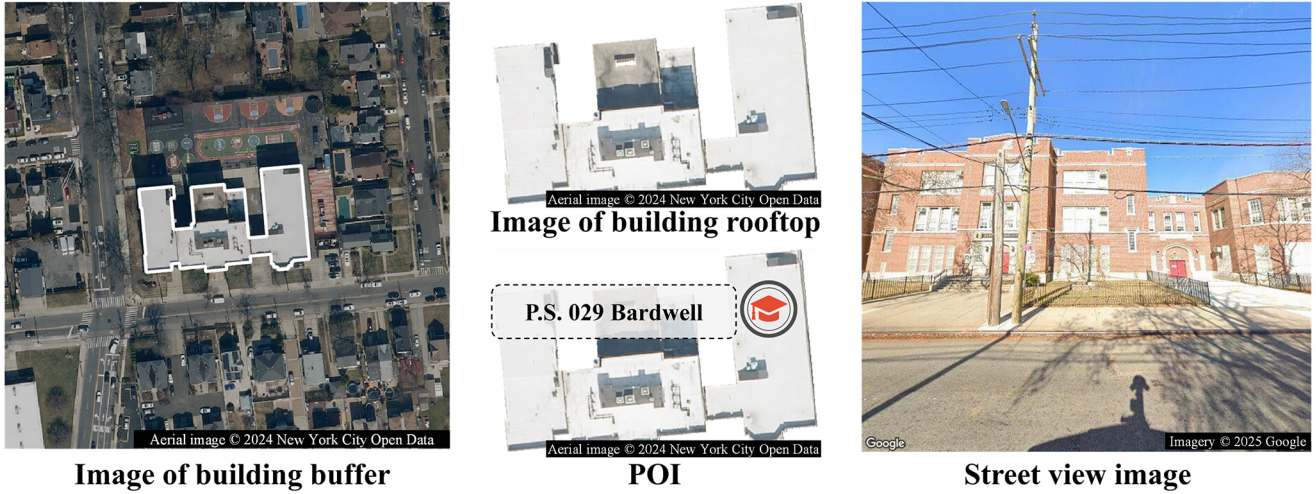 Aerial image © 2024 New York City Open Data
Image of building buffer
Aerial image © 2024 New York City Open Data
Image of building rooftop
P.S. 029 Bardwell
Aerial image © 2024 New York City Open Data
POI
Google
Imagery © 2025 Google
Street view image